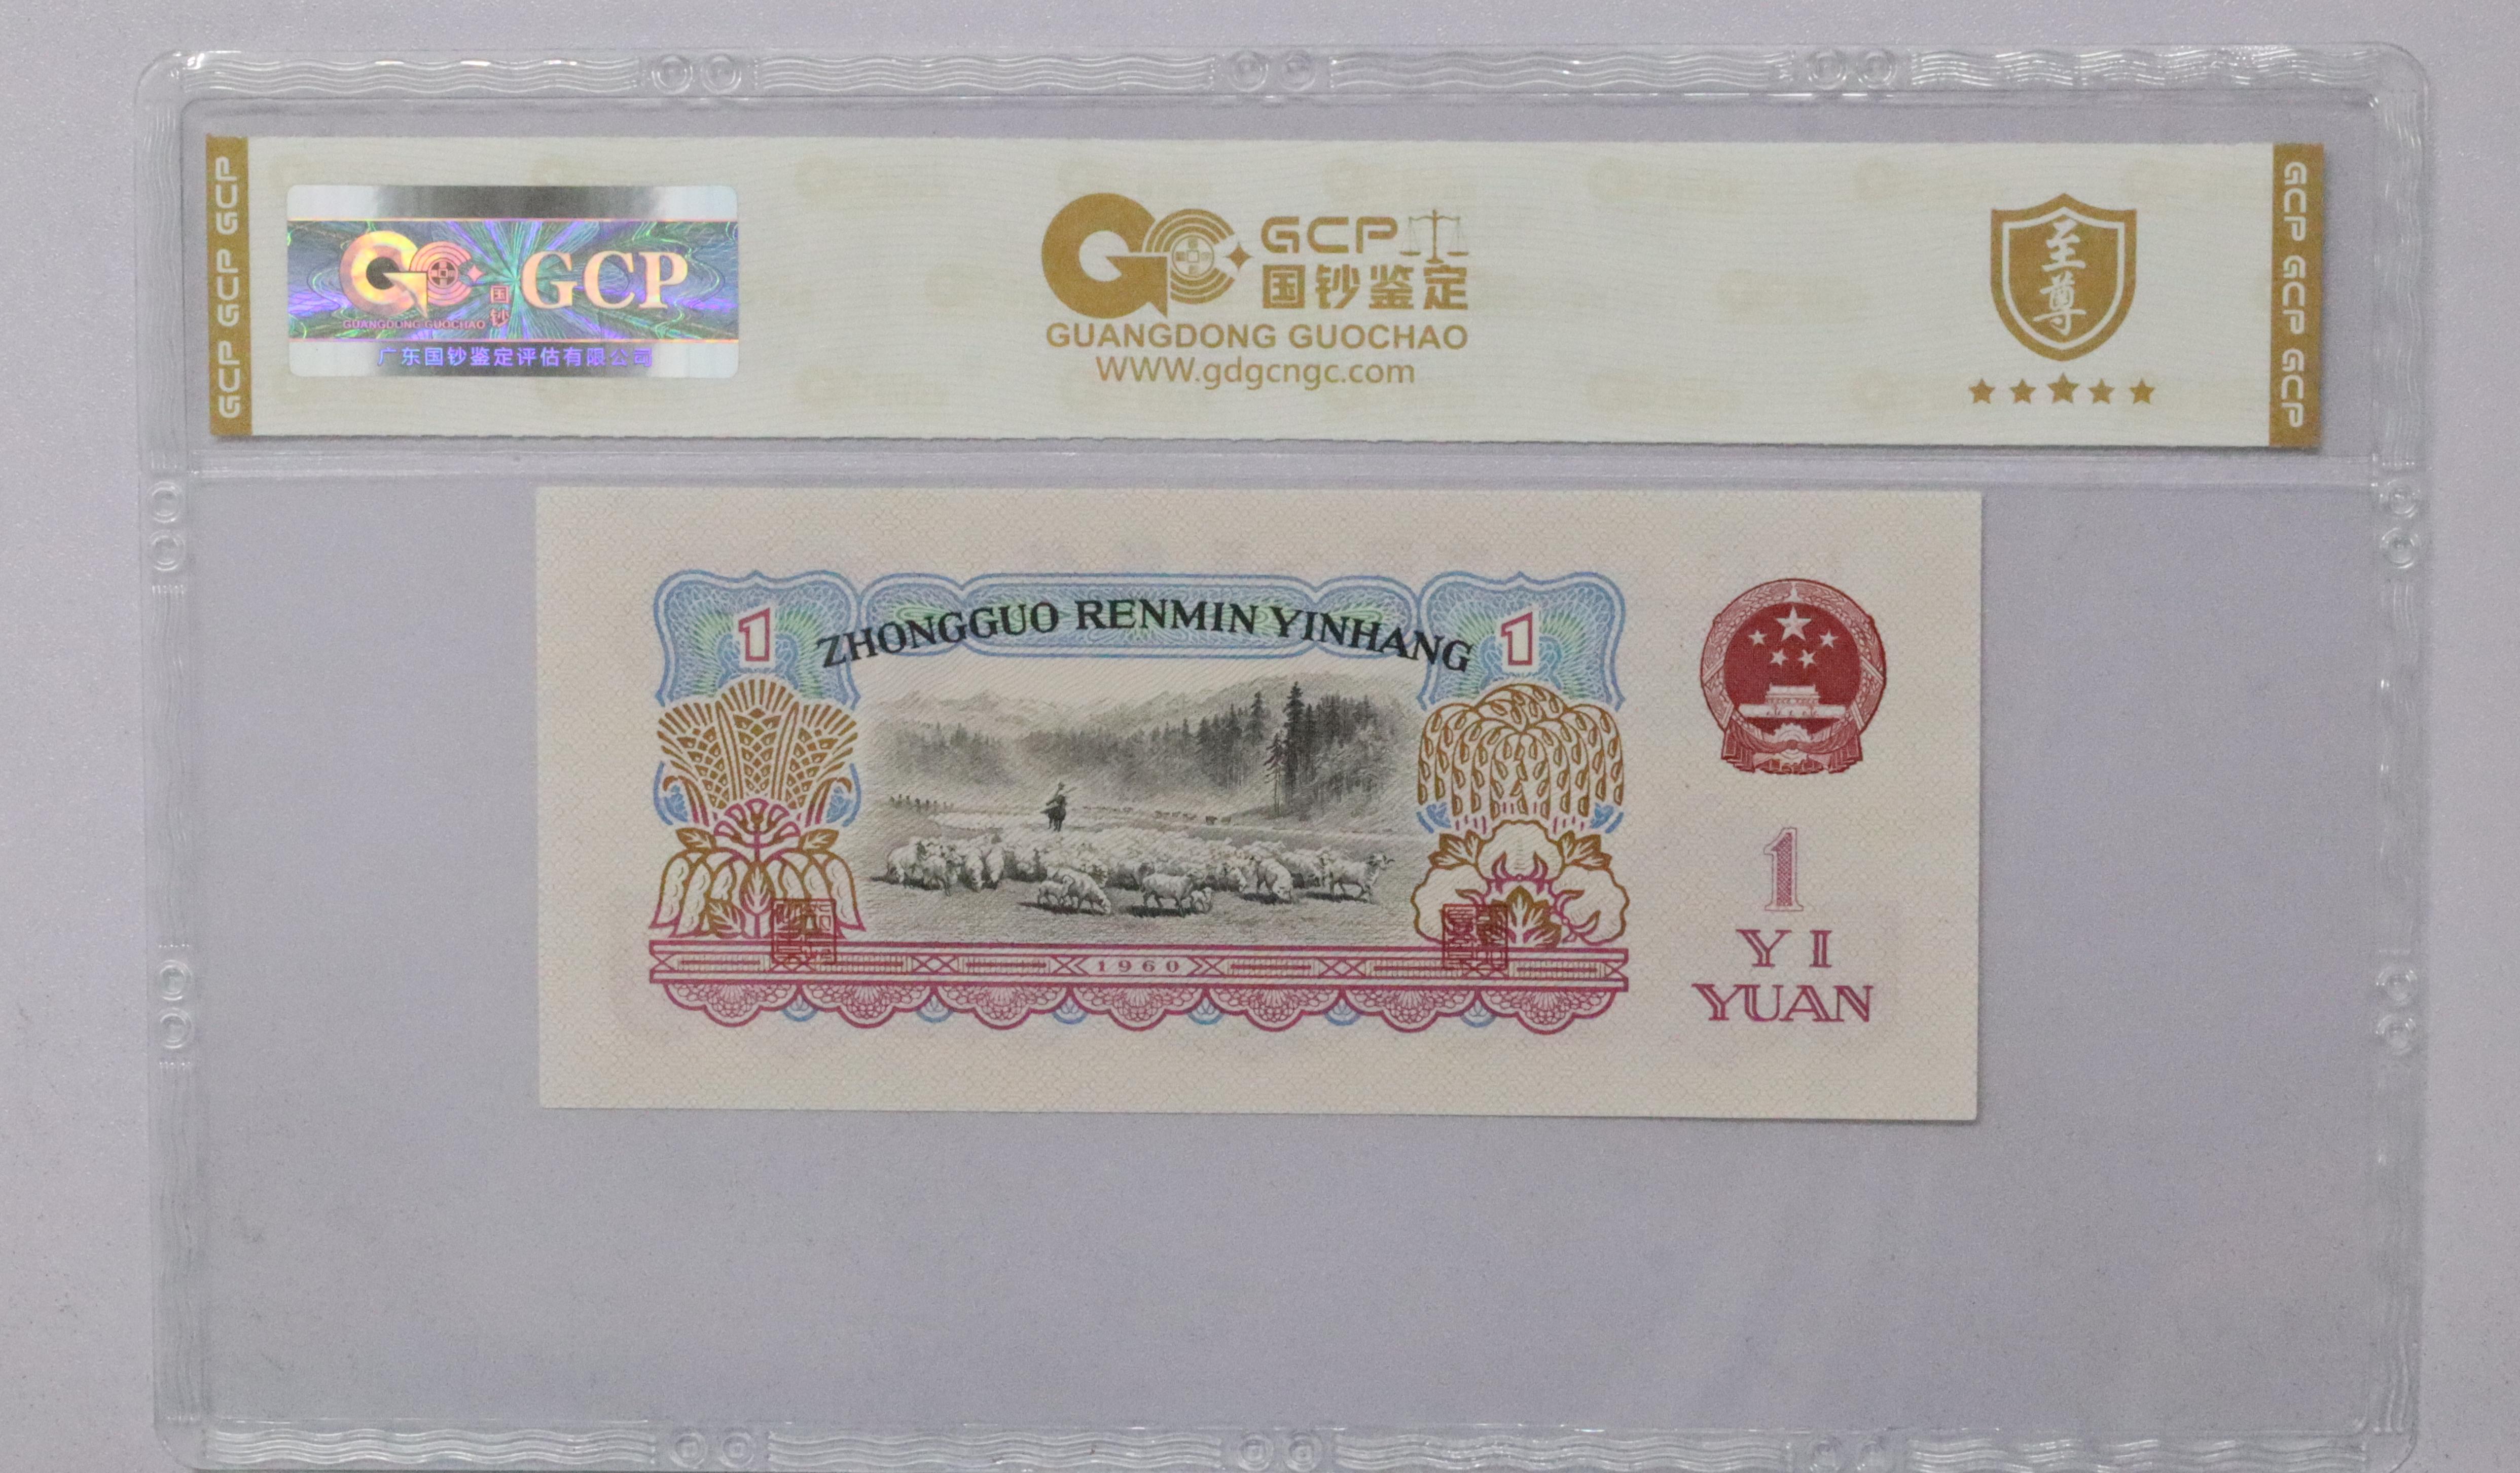 GCP GCP GCP
GCP
国钞
GUANGDONG GUOCHAO
广东国钞鉴定评估有限公司
GCP
国钞鉴定
GUANGDONG GUOCHAO
WWW.gdgcngc.com
至尊
GCP GCP GCP
ZHONGGUO RENMIN YINHANG
1
1
1960
1
YI
YUAN